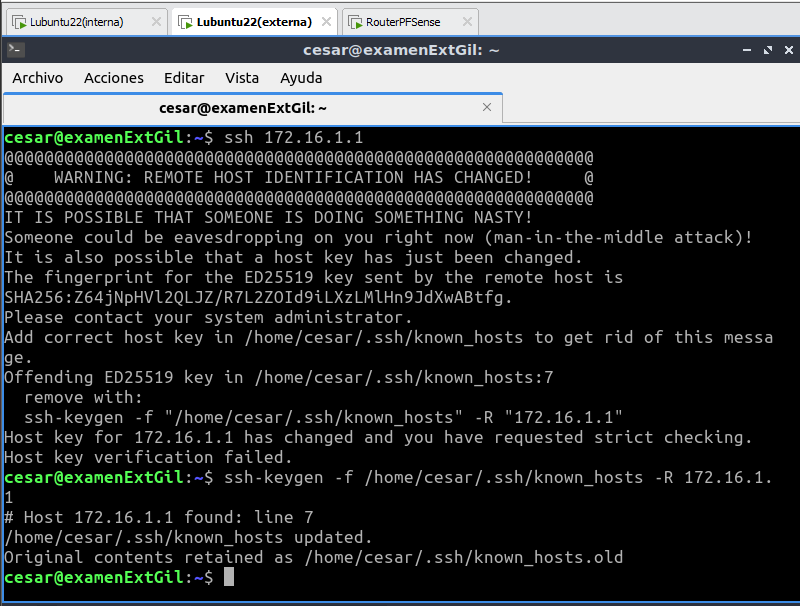 Lubuntu22(interna) Lubuntu22(externa) RouterPFSense
cesar@examenExtGil: ~
Archivo Acciones Editar Vista Ayuda
cesar@examenExtGil: ~
cesar@examenExtGil:~$ ssh 172.16.1.1
@@@@@@@@@@@@@@@@@@@@@@@@@@@@@@@@@@@@@@@@@@@@@@@@@@@@@@@@@@@
@    WARNING: REMOTE HOST IDENTIFICATION HAS CHANGED!     @
@@@@@@@@@@@@@@@@@@@@@@@@@@@@@@@@@@@@@@@@@@@@@@@@@@@@@@@@@@@
IT IS POSSIBLE THAT SOMEONE IS DOING SOMETHING NASTY!
Someone could be eavesdropping on you right now (man-in-the-middle attack)!
It is also possible that a host key has just been changed.
The fingerprint for the ED25519 key sent by the remote host is
SHA256:Z64jNpHVl2QLJZ/R7L2ZOId9iLXzLMlHn9JdXwABtfg.
Please contact your system administrator.
Add correct host key in /home/cesar/.ssh/known_hosts to get rid of this messa
ge.
Offending ED25519 key in /home/cesar/.ssh/known_hosts:7
  remove with:
  ssh-keygen -f "/home/cesar/.ssh/known_hosts" -R "172.16.1.1"
Host key for 172.16.1.1 has changed and you have requested strict checking.
Host key verification failed.
cesar@examenExtGil:~$ ssh-keygen -f /home/cesar/.ssh/known_hosts -R 172.16.1.
1
# Host 172.16.1.1 found: line 7
/home/cesar/.ssh/known_hosts updated.
Original contents retained as /home/cesar/.ssh/known_hosts.old
cesar@examenExtGil:~$